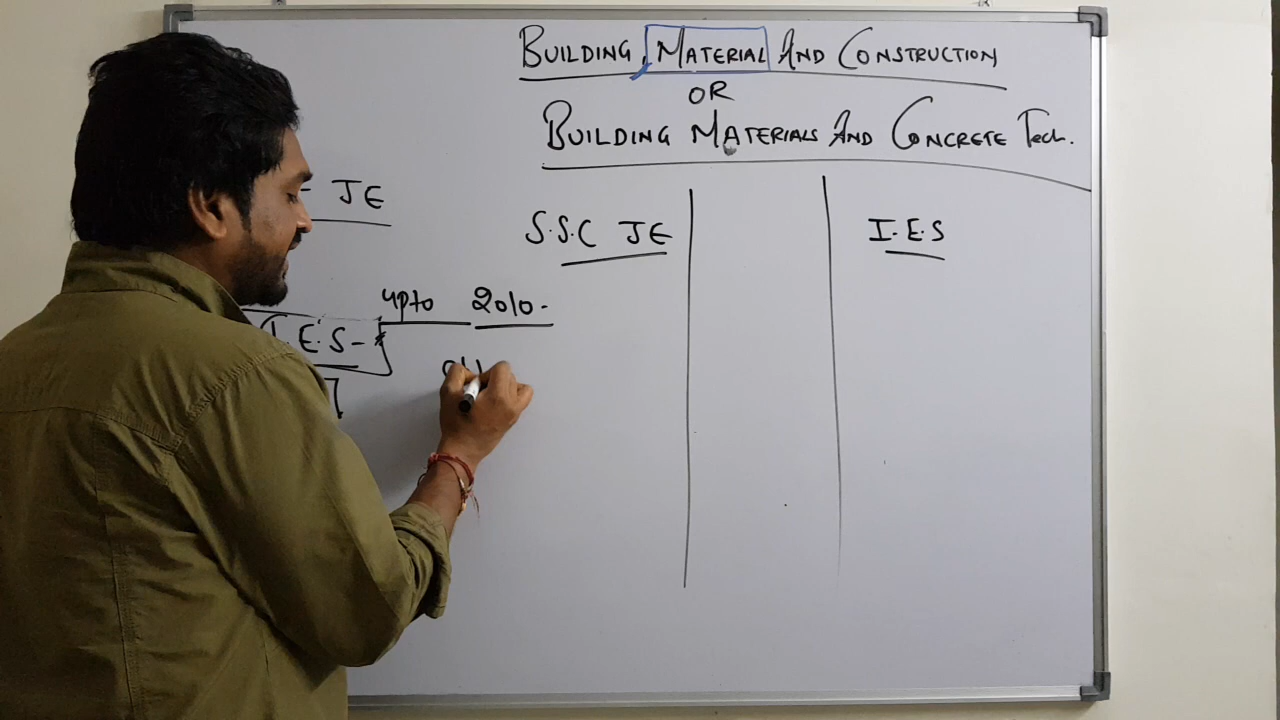 BUILDING, MATERIAL AND CONSTRUCTION
OR
BUILDING MATERIALS AND CONCRETE Tech.
- JE
S.S.C JE
I.E.S
upto 2010-
I.E.S-